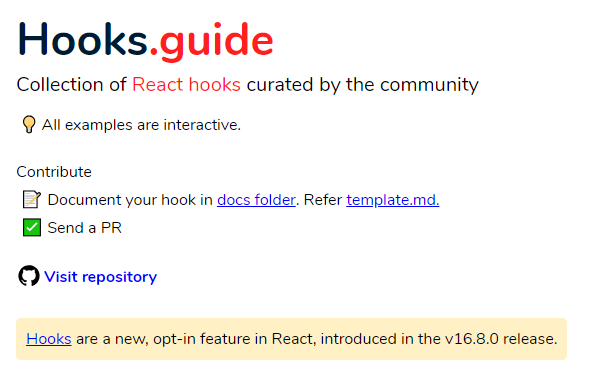 Hooks.guide
Collection of React hooks curated by the community
All examples are interactive.
Contribute
Document your hook in docs folder. Refer template.md.
Send a PR
Visit repository
Hooks are a new, opt-in feature in React, introduced in the v16.8.0 release.